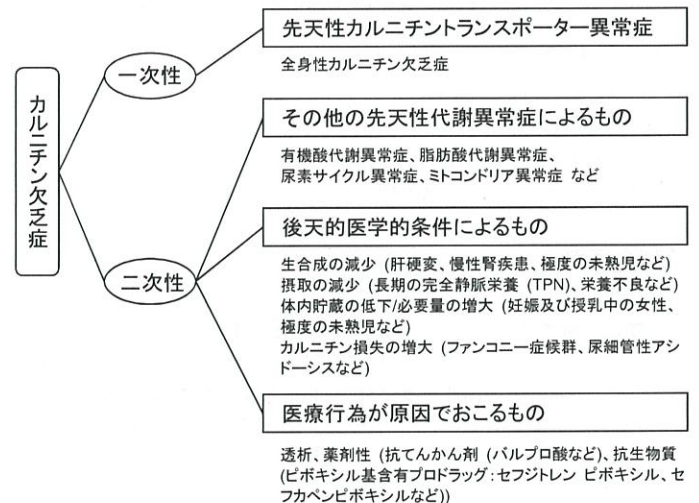 カルニチン欠乏症
一次性
先天性カルニチントランスポーター異常症
全身性カルニチン欠乏症
二次性
その他の先天性代謝異常症によるもの
有機酸代謝異常症、脂肪酸代謝異常症、
尿素サイクル異常症、ミトコンドリア異常症 など
後天的医学的条件によるもの
生合成の減少 (肝硬変、慢性腎疾患、極度の未熟児など)
摂取の減少 (長期の完全静脈栄養 (TPN)、栄養不良など)
体内貯蔵の低下/必要量の増大 (妊娠及び授乳中の女性、
極度の未熟児など)
カルニチン損失の増大 (ファンコニー症候群、尿細管性アシ
ドーシスなど)
医療行為が原因でおこるもの
透析、薬剤性 (抗てんかん剤 (バルプロ酸など)、抗生物質
(ピボキシル基含有プロドラッグ：セフジトレン ピボキシル、セ
フカペンピボキシルなど))